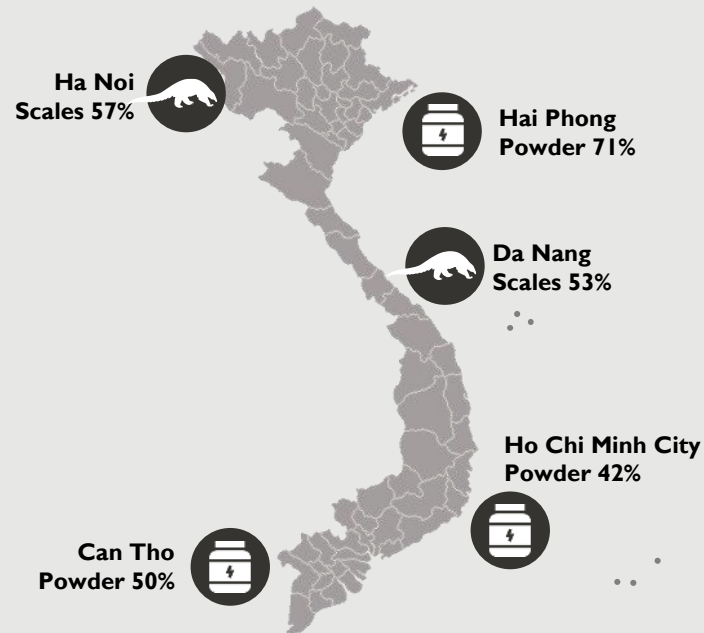 Ha Noi
Scales 57%
Hai Phong
Powder 71%
Da Nang
Scales 53%
Ho Chi Minh City
Powder 42%
Can Tho
Powder 50%